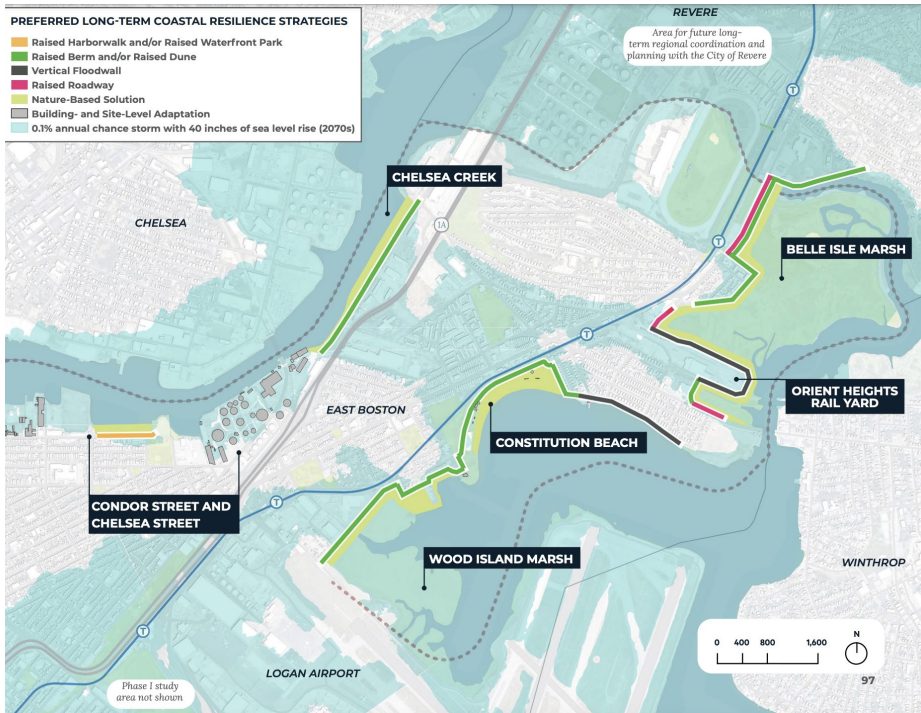 PREFERRED LONG-TERM COASTAL RESILIENCE STRATEGIES
Raised Harborwalk and/or Raised Waterfront Park
Raised Berm and/or Raised Dune
Vertical Floodwall
Raised Roadway
Nature-Based Solution
Building- and Site-Level Adaptation
0.1% annual chance storm with 40 inches of sea level rise (2070s)
REVERE
Area for future long-
term regional coordination and
planning with the City of Revere
T
CHELSEA CREEK
CHELSEA
1A
T
BELLE ISLE MARSH
T
ORIENT HEIGHTS
RAIL YARD
EAST BOSTON
CONSTITUTION BEACH
CONDOR STREET AND
CHELSEA STREET
T
WOOD ISLAND MARSH
WINTHROP
T
LOGAN AIRPORT
Phase I study
area not shown
0 400 800 1,600
N
97